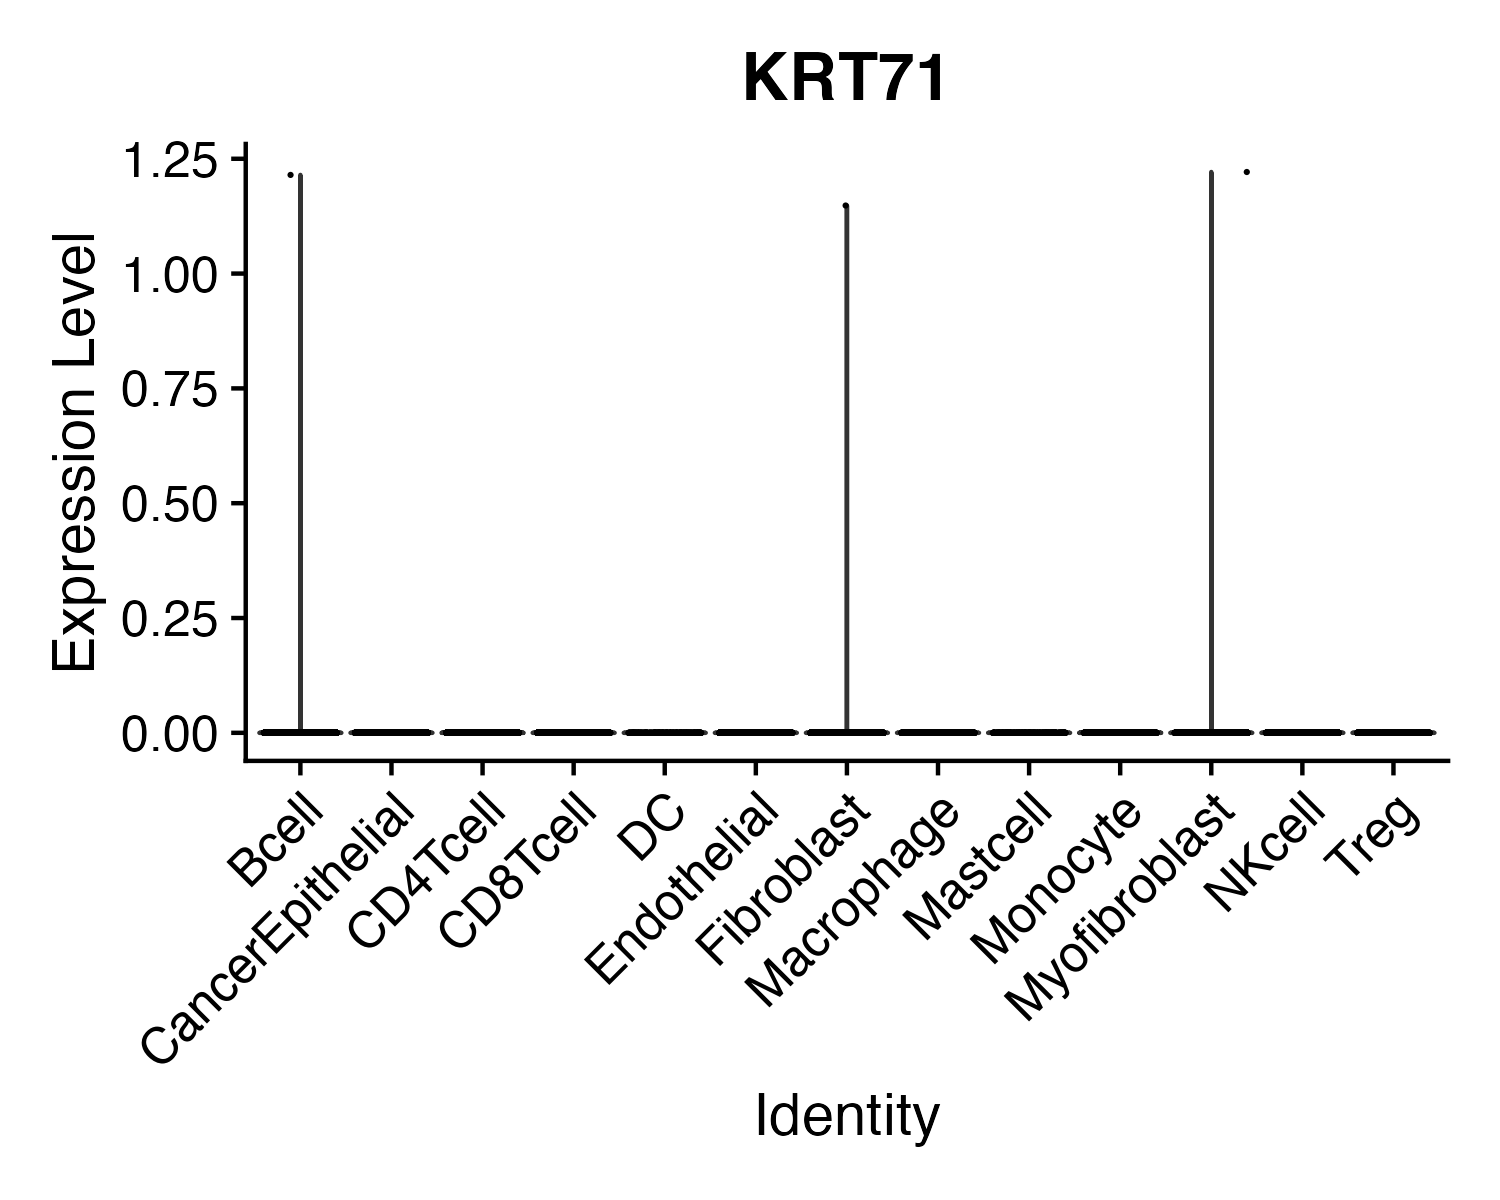 KRT71
Expression Level
1.25
1.00
0.75
0.50
0.25
0.00
Bcell
CancerEpithelial
CD4Tcell
CD8Tcell
DC
Endothelial
Fibroblast
Macrophage
Mastcell
Monocyte
Myofibroblast
NKcell
Treg
Identity